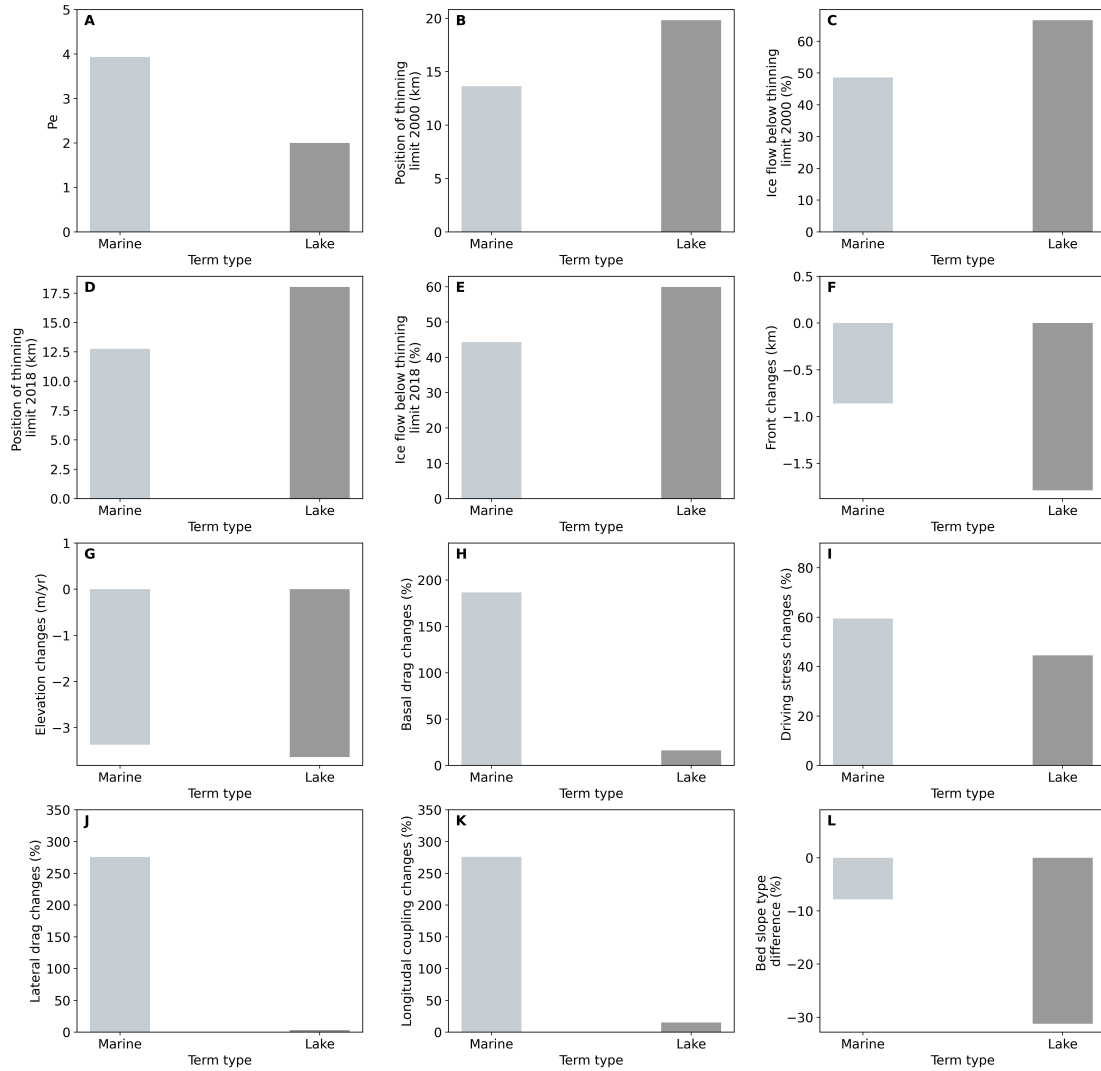 A
5
4
3
2
1
0
Pe
Marine
Lake
Term type
B
20
15
10
5
0
Position of thinning
limit 2000 (km)
Marine
Lake
Term type
C
60
50
40
30
20
10
0
Ice flow below thinning
limit 2000 (%)
Marine
Lake
Term type
D
17.5
15.0
12.5
10.0
7.5
5.0
2.5
0.0
Position of thinning
limit 2018 (km)
Marine
Lake
Term type
E
60
50
40
30
20
10
0
Ice flow below thinning
limit 2018 (%)
Marine
Lake
Term type
F
0.5
0.0
−0.5
−1.0
−1.5
Front changes (km)
Marine
Lake
Term type
G
1
0
−1
−2
−3
Elevation changes (m/yr)
Marine
Lake
Term type
H
200
150
100
50
0
Basal drag changes (%)
Marine
Lake
Term type
I
80
60
40
20
0
Driving stress changes (%)
Marine
Lake
Term type
J
350
300
250
200
150
100
50
0
Lateral drag changes (%)
Marine
Lake
Term type
K
350
300
250
200
150
100
50
0
Longitudal coupling changes (%)
Marine
Lake
Term type
L
0
−10
−20
−30
Bed slope type
difference (%)
Marine
Lake
Term type